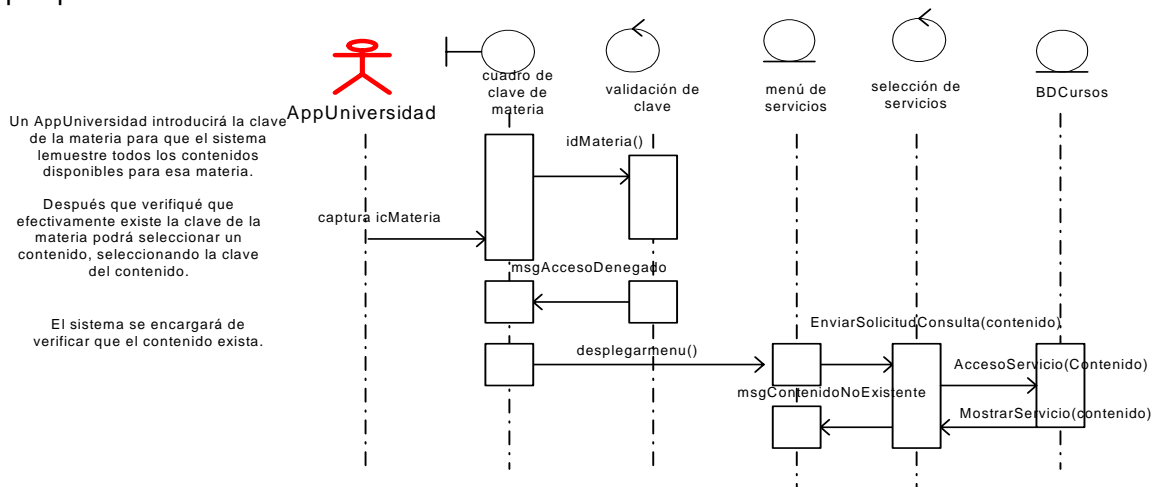 AppUniversidad
cuadro de
clave de
materia
validación de
clave
menú de
servicios
selección de
servicios
BDCursos
Un AppUniversidad introducirá la clave
de la materia para que el sistema
lemuestre todos los contenidos
disponibles para esa materia.
Después que verifiqué que
efectivamente existe la clave de la
materia podrá seleccionar un
contenido, seleccionando la clave
del contenido.
El sistema se encargará de
verificar que el contenido exista.
idMateria()
captura icMateria
msgAccesoDenegado
EnviarSolicitudConsulta(contenido)
desplegarmenu()
AccesoServicio(Contenido)
msgContenidoNoExistente
MostrarServicio(contenido)